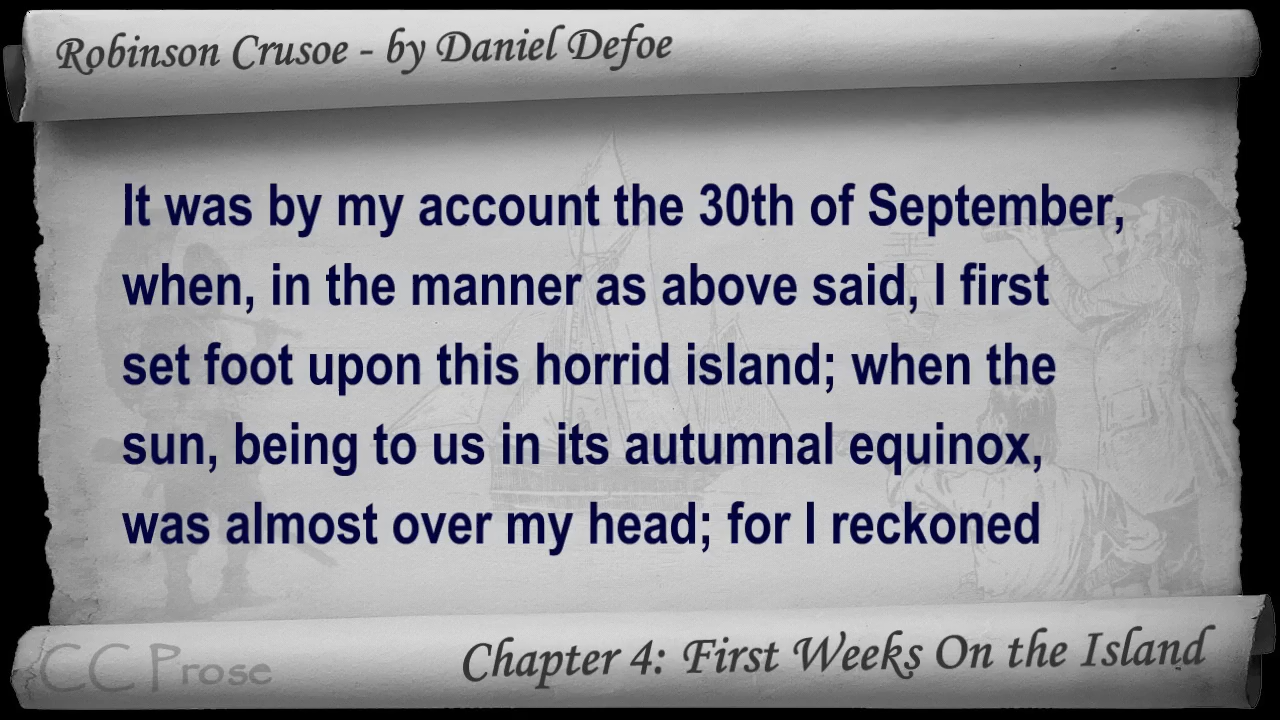 Robinson Crusoe - by Daniel Defoe
It was by my account the 30th of September,
when, in the manner as above said, I first
set foot upon this horrid island; when the
sun, being to us in its autumnal equinox,
was almost over my head; for I reckoned
CC Prose
Chapter 4: First Weeks On the Island